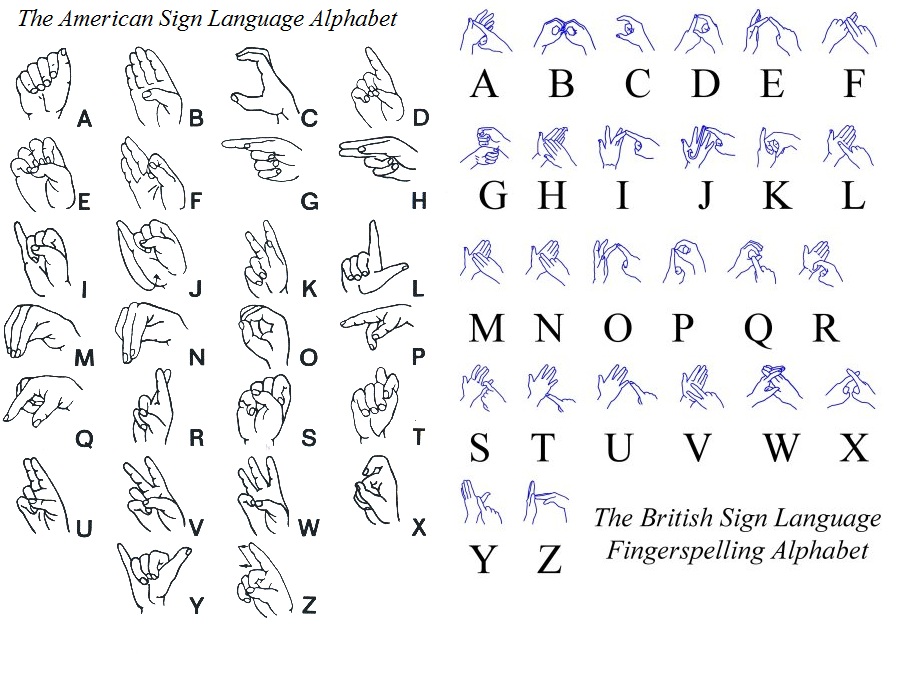 The American Sign Language Alphabet
A B C D
E F G H
I J K L
M N O P
Q R S T
U V W X
Y Z
A B C D E F
G H I J K L
M N O P Q R
S T U V W X
Y Z
The British Sign Language
Fingerspelling Alphabet